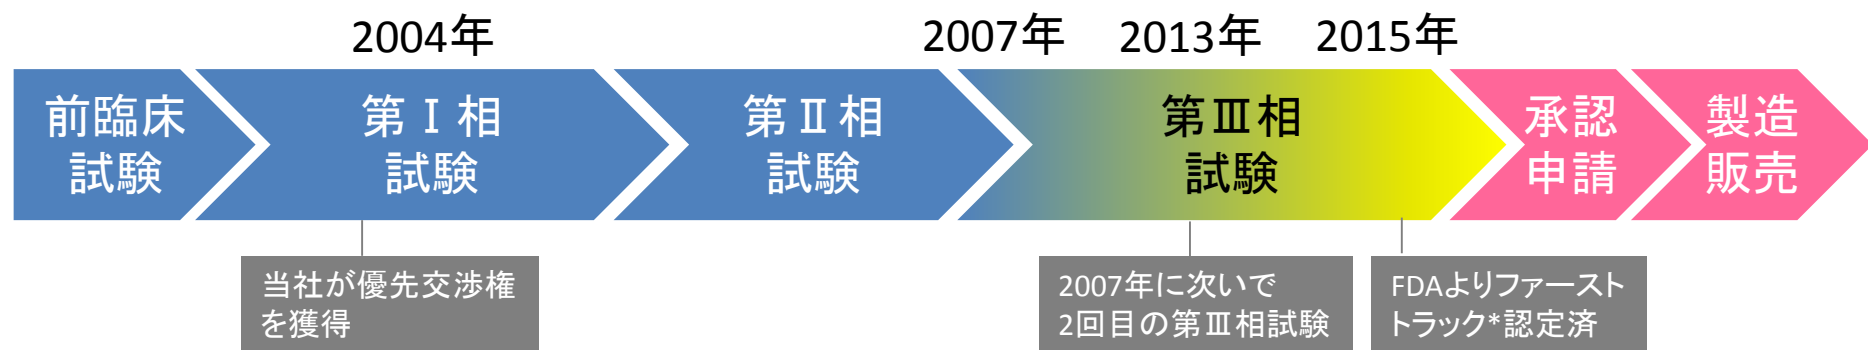 2004年
2007年
2013年
2015年
前臨床
試験
第Ⅰ相
試験
第Ⅱ相
試験
第Ⅲ相
試験
承認
申請
製造
販売
当社が優先交渉権
を獲得
2007年に次いで
2回目の第Ⅲ相試験
FDAよりファースト
トラック*認定済